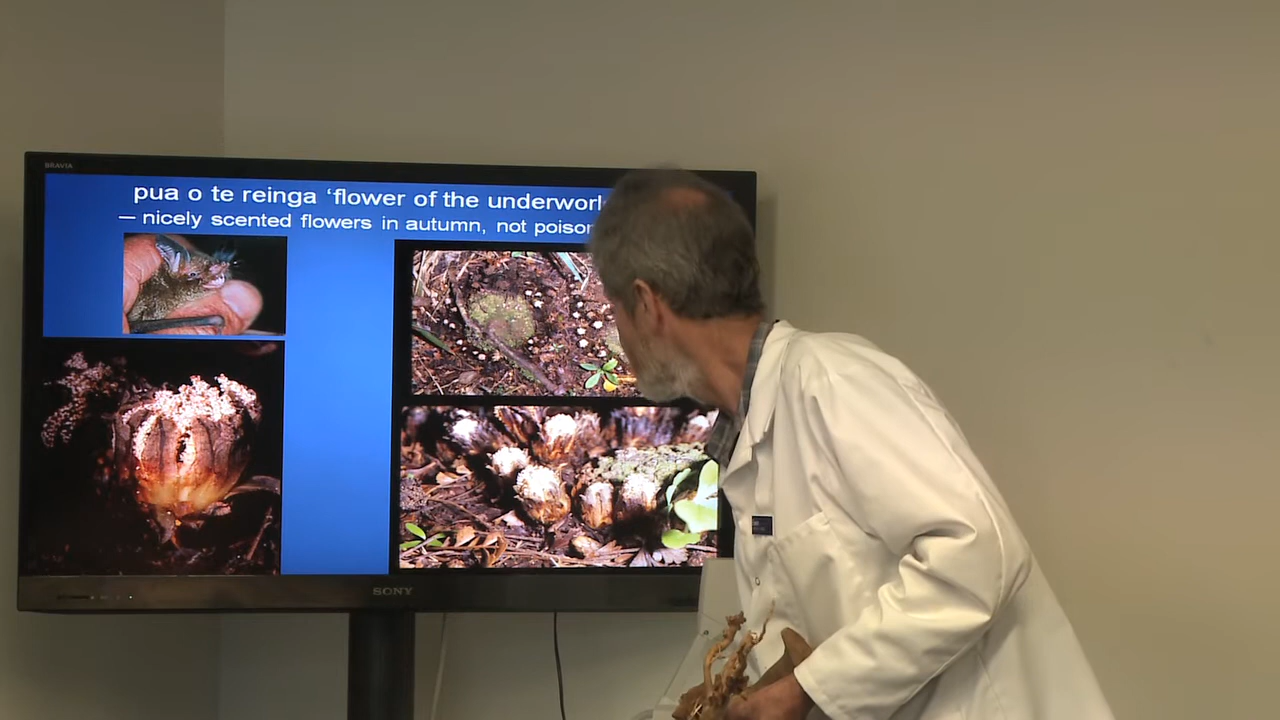 BRAVIA
pua o te reinga ‘flower of the underworl
– nicely scented flowers in autumn, not poison
SONY